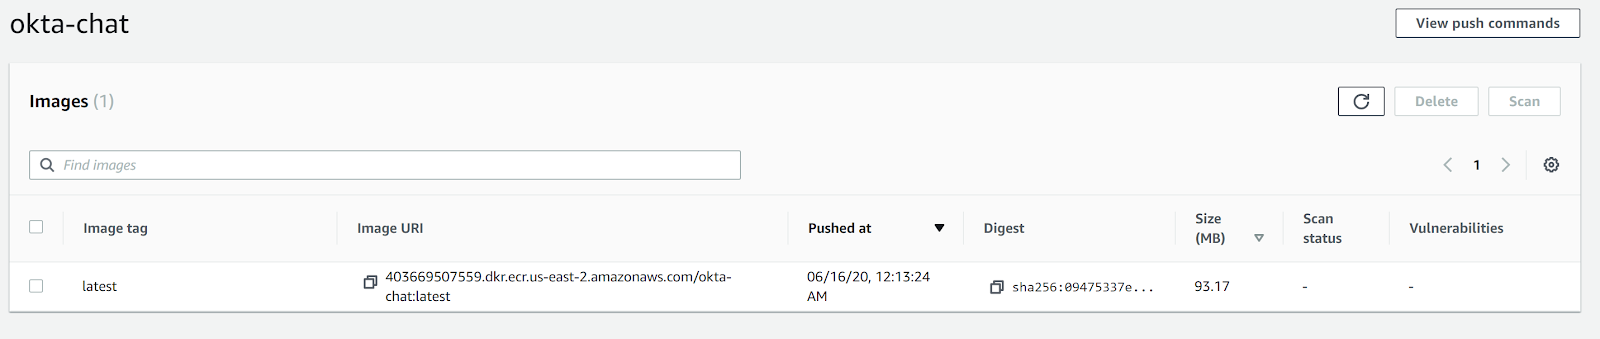 okta-chat
View push commands
Images (1)
Delete
Scan
Find images
1
Image tag
Image URI
Pushed at
Digest
Size
(MB)
Scan
status
Vulnerabilities
latest
403669507559.dkr.ecr.us-east-2.amazonaws.com/okta-
chat:latest
06/16/20, 12:13:24
AM
sha256:09475337e...
93.17
-
-